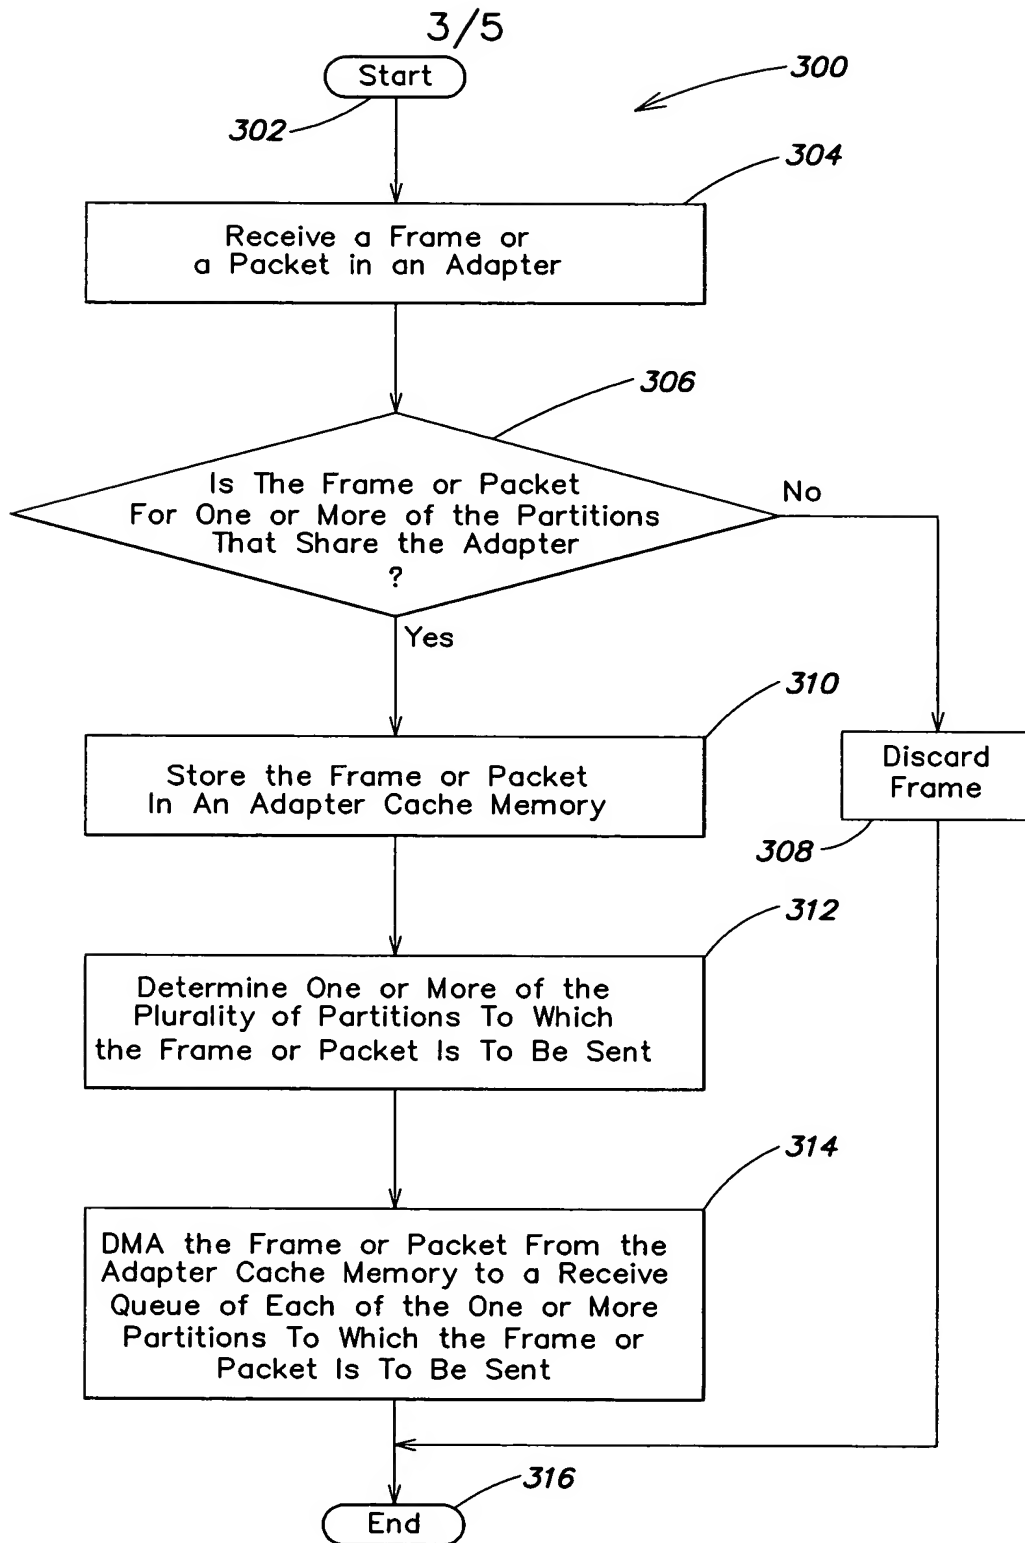 3/5
Start
300
302
304
Receive a Frame or
a Packet in an Adapter
306
Is The Frame or Packet
For One or More of the Partitions
That Share the Adapter
?
No
Yes
310
Store the Frame or Packet
In An Adapter Cache Memory
Discard
Frame
308
312
Determine One or More of the
Plurality of Partitions To Which
the Frame or Packet Is To Be Sent
314
DMA the Frame or Packet From the
Adapter Cache Memory to a Receive
Queue of Each of the One or More
Partitions To Which the Frame or
Packet Is To Be Sent
316
End